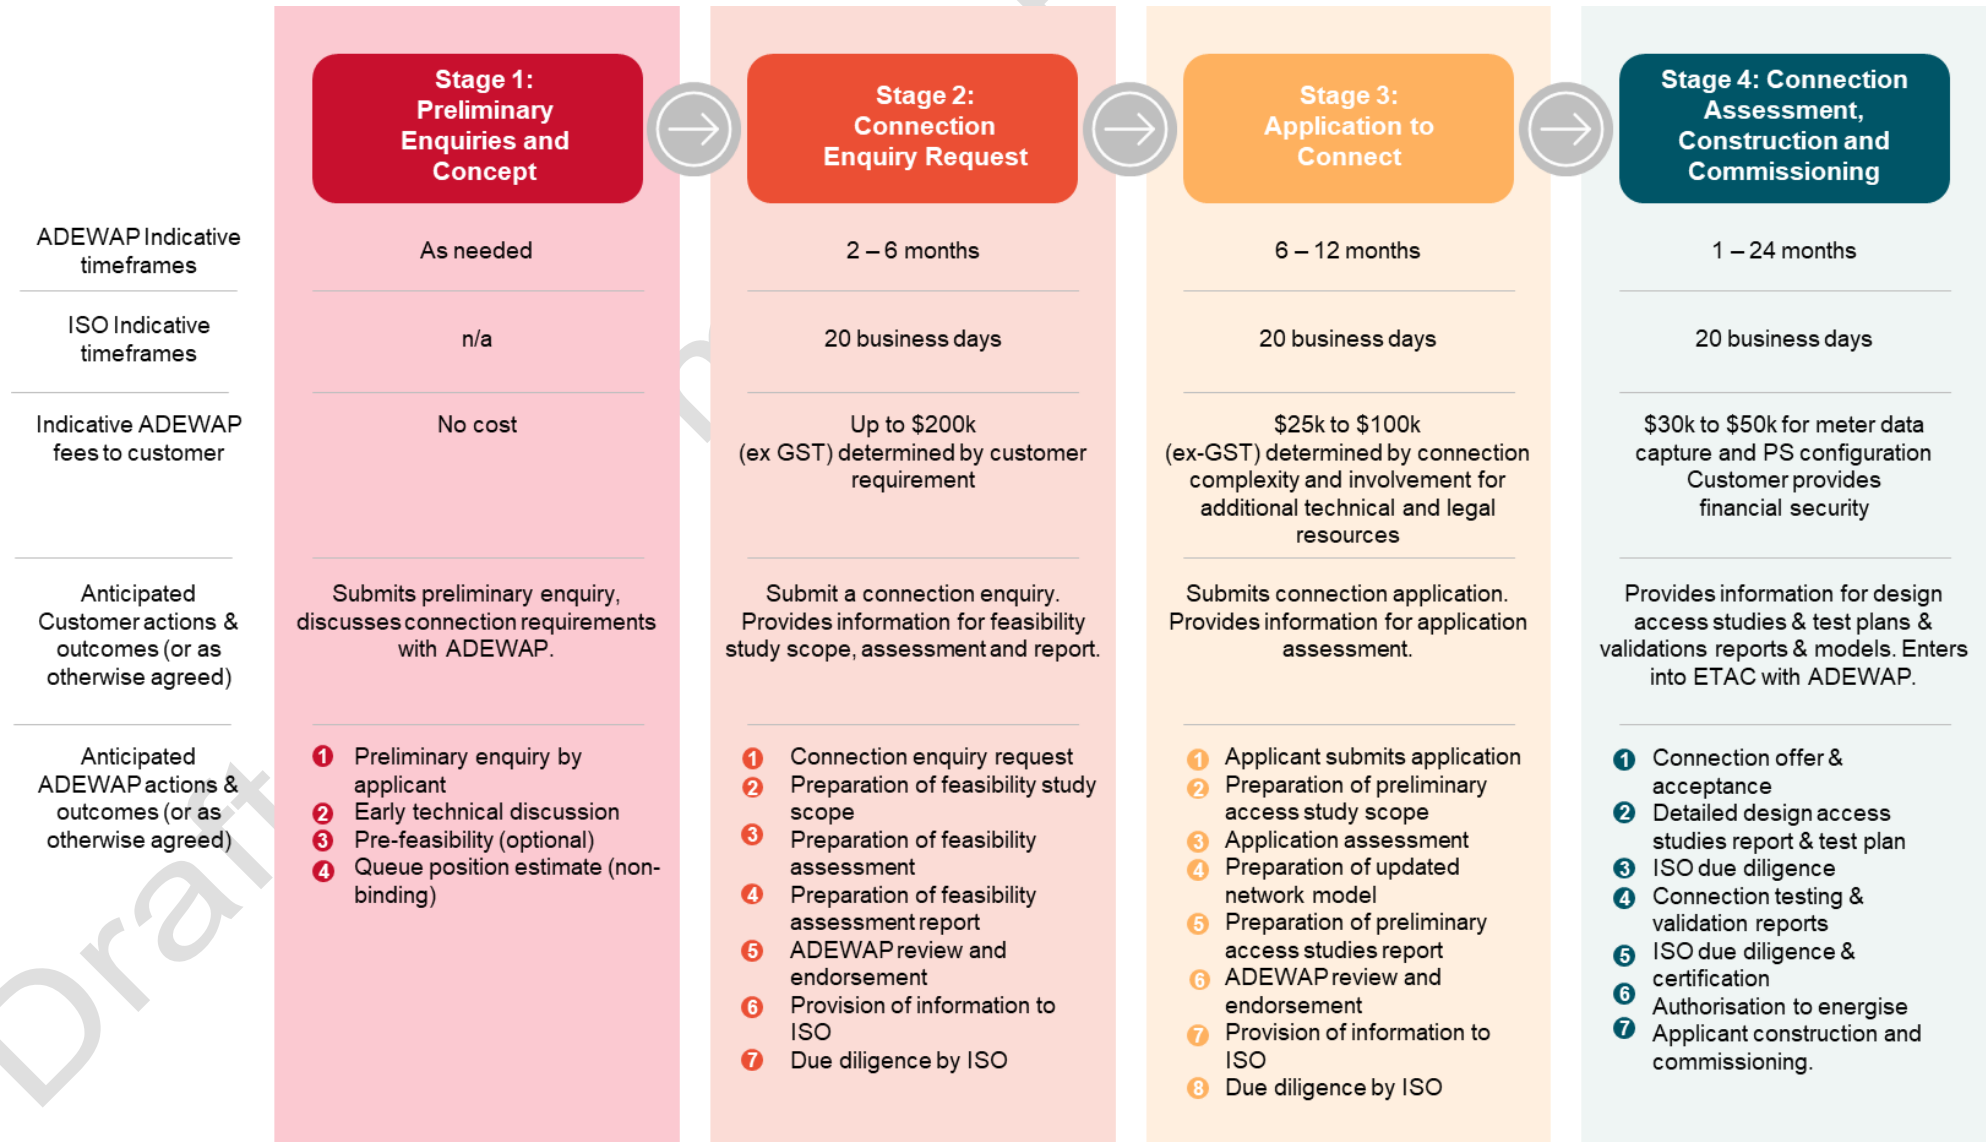 Stage 1:
Preliminary
Enquiries and
Concept
Stage 2:
Connection
Enquiry Request
Stage 3:
Application to
Connect
Stage 4: Connection
Assessment,
Construction and
Commissioning
ADEWAP Indicative
timeframes
As needed
2 – 6 months
6 – 12 months
1 – 24 months
ISO Indicative
timeframes
n/a
20 business days
20 business days
20 business days
Indicative ADEWAP
fees to customer
No cost
Up to $200k
(ex GST) determined by customer
requirement
$25k to $100k
(ex-GST) determined by connection
complexity and involvement for
additional technical and legal
resources
$30k to $50k for meter data
capture and PS configuration
Customer provides
financial security
Anticipated
Customer actions &
outcomes (or as
otherwise agreed)
Submits preliminary enquiry,
discusses connection requirements
with ADEWAP.
Submit a connection enquiry.
Provides information for feasibility
study scope, assessment and report.
Submits connection application.
Provides information for application
assessment.
Provides information for design
access studies & test plans &
validations reports & models. Enters
into ETAC with ADEWAP.
Anticipated
ADEWAP actions &
outcomes (or as
otherwise agreed)
1 Preliminary enquiry by
applicant
2 Early technical discussion
3 Pre-feasibility (optional)
4 Queue position estimate (non-
binding)
1 Connection enquiry request
2 Preparation of feasibility study
scope
3 Preparation of feasibility
assessment
4 Preparation of feasibility
assessment report
5 ADEWAP review and
endorsement
6 Provision of information to
ISO
7 Due diligence by ISO
1 Applicant submits application
2 Preparation of preliminary
access study scope
3 Application assessment
4 Preparation of updated
network model
5 Preparation of preliminary
access studies report
6 ADEWAP review and
endorsement
7 Provision of information to
ISO
8 Due diligence by ISO
1 Connection offer &
acceptance
2 Detailed design access
studies report & test plan
3 ISO due diligence
4 Connection testing &
validation reports
5 ISO due diligence &
certification
6 Authorisation to energise
7 Applicant construction and
commissioning.
Draft